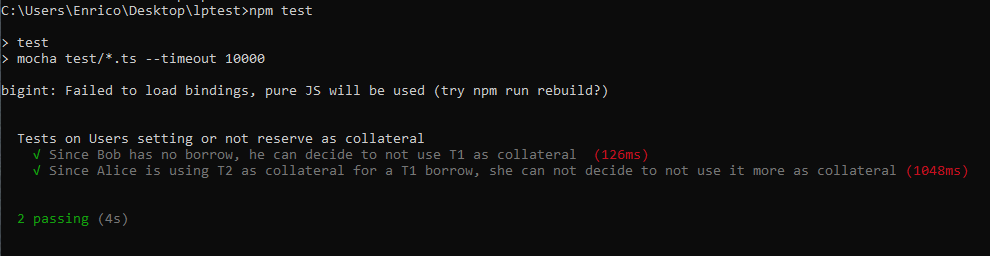 C:\Users\Enrico\Desktop\lptest>npm test
> test
> mocha test/*.ts --timeout 10000
bigint: Failed to load bindings, pure JS will be used (try npm run rebuild?)
Tests on Users setting or not reserve as collateral
√ Since Bob has no borrow, he can decide to not use T1 as collateral  (126ms)
√ Since Alice is using T2 as collateral for a T1 borrow, she can not decide to not use it more as collateral (1048ms)
2 passing (4s)